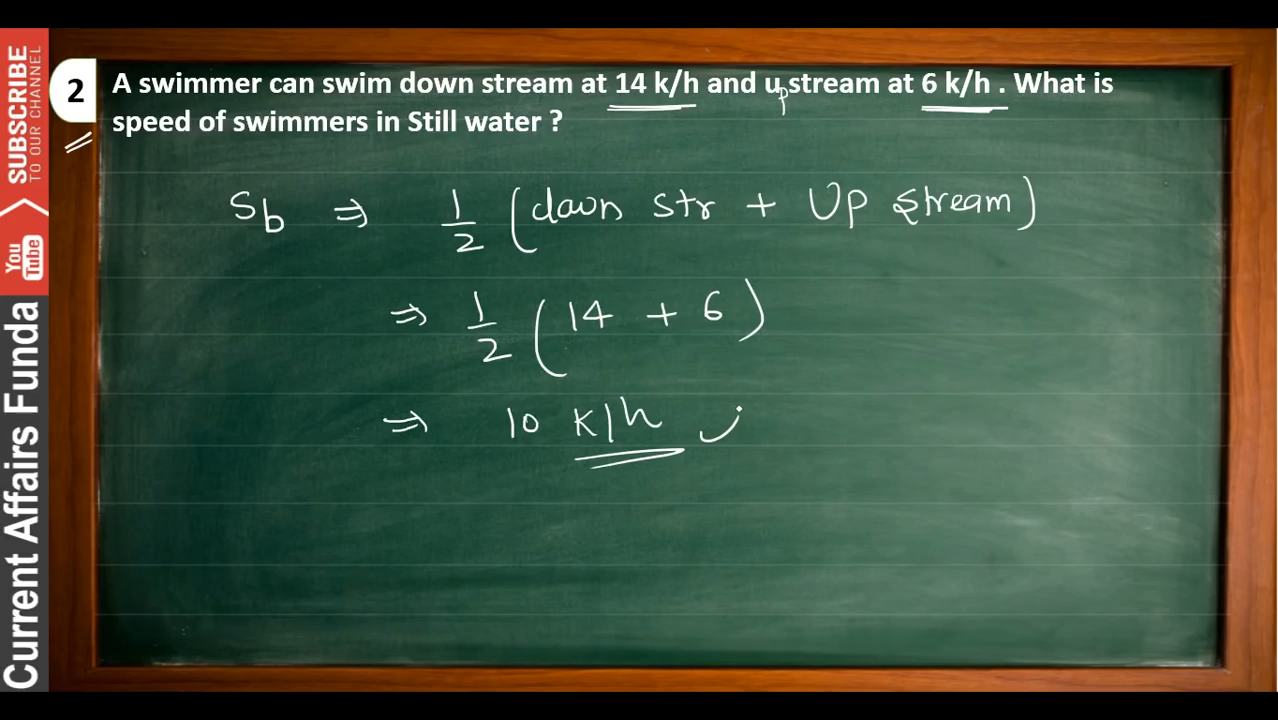 SUBSCRIBE
TO OUR CHANNEL
You
Tube
Current Affairs Funda
2
A swimmer can swim down stream at 14 k/h and upstream at 6 k/h . What is
speed of swimmers in Still water ?
Sb ⇒ 1/2 (down str + Up stream)
⇒ 1/2 (14 + 6)
⇒ 10 k/h